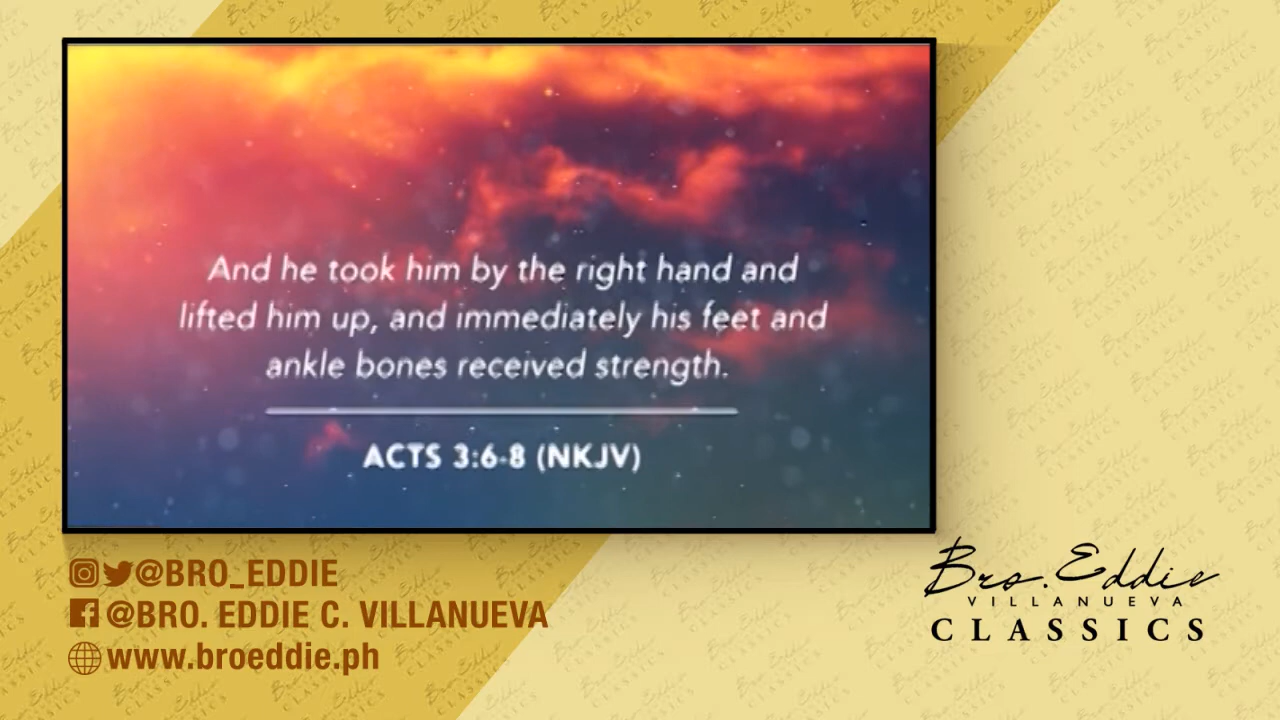 And he took him by the right hand and
lifted him up, and immediately his feet and
ankle bones received strength.
ACTS 3:6-8 (NKJV)
@BRO_EDDIE
@BRO. EDDIE C. VILLANUEVA
www.broeddie.ph
Bro. Eddie
VILLANUEVA
CLASSICS